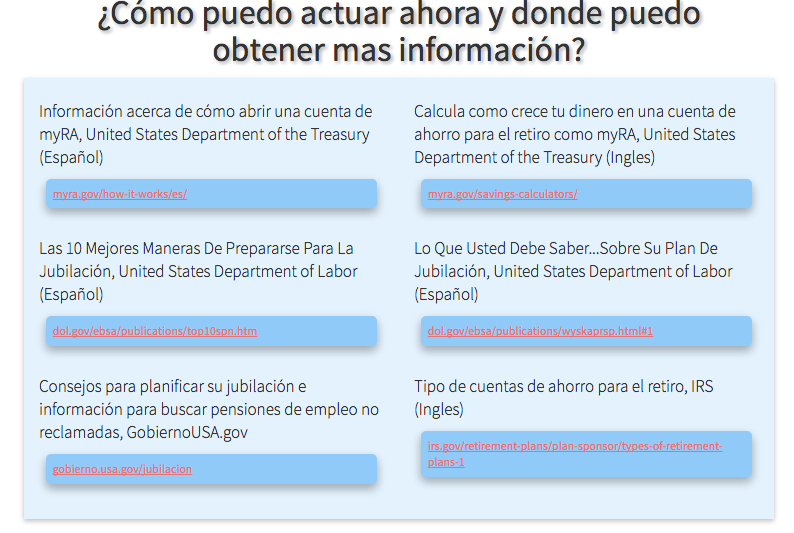 ¿Cómo puedo actuar ahora y donde puedo
obtener mas información?
Información acerca de cómo abrir una cuenta de
myRA, United States Department of the Treasury
(Español)
myra.gov/how-it-works/es/
Calcula como crece tu dinero en una cuenta de
ahorro para el retiro como myRA, United States
Department of the Treasury (Ingles)
myra.gov/savings-calculators/
Las 10 Mejores Maneras De Prepararse Para La
Jubilación, United States Department of Labor
(Español)
dol.gov/ebsa/publications/top10spn.htm
Lo Que Usted Debe Saber...Sobre Su Plan De
Jubilación, United States Department of Labor
(Español)
dol.gov/ebsa/publications/wyskaprsp.html#1
Consejos para planificar su jubilación e
información para buscar pensiones de empleo no
reclamadas, GobiernoUSA.gov
gobierno.usa.gov/jubilacion
Tipo de cuentas de ahorro para el retiro, IRS
(Ingles)
irs.gov/retirement-plans/plan-sponsor/types-of-retirement-
plans-1